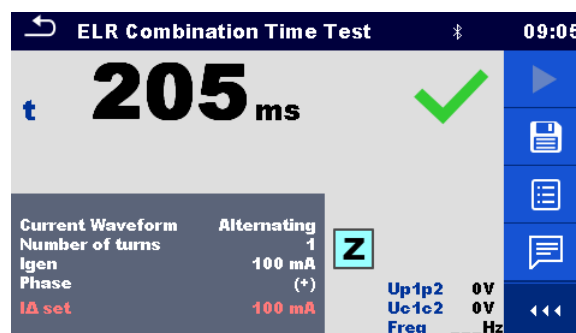 ELR Combination Time Test 09:05
t 205 ms
Current Waveform Alternating
Number of turns 1
Igen 100 mA
Phase (+)
IΔ set 100 mA
Z
Up1p2 0V
Uc1c2 0V
Freq ___Hz